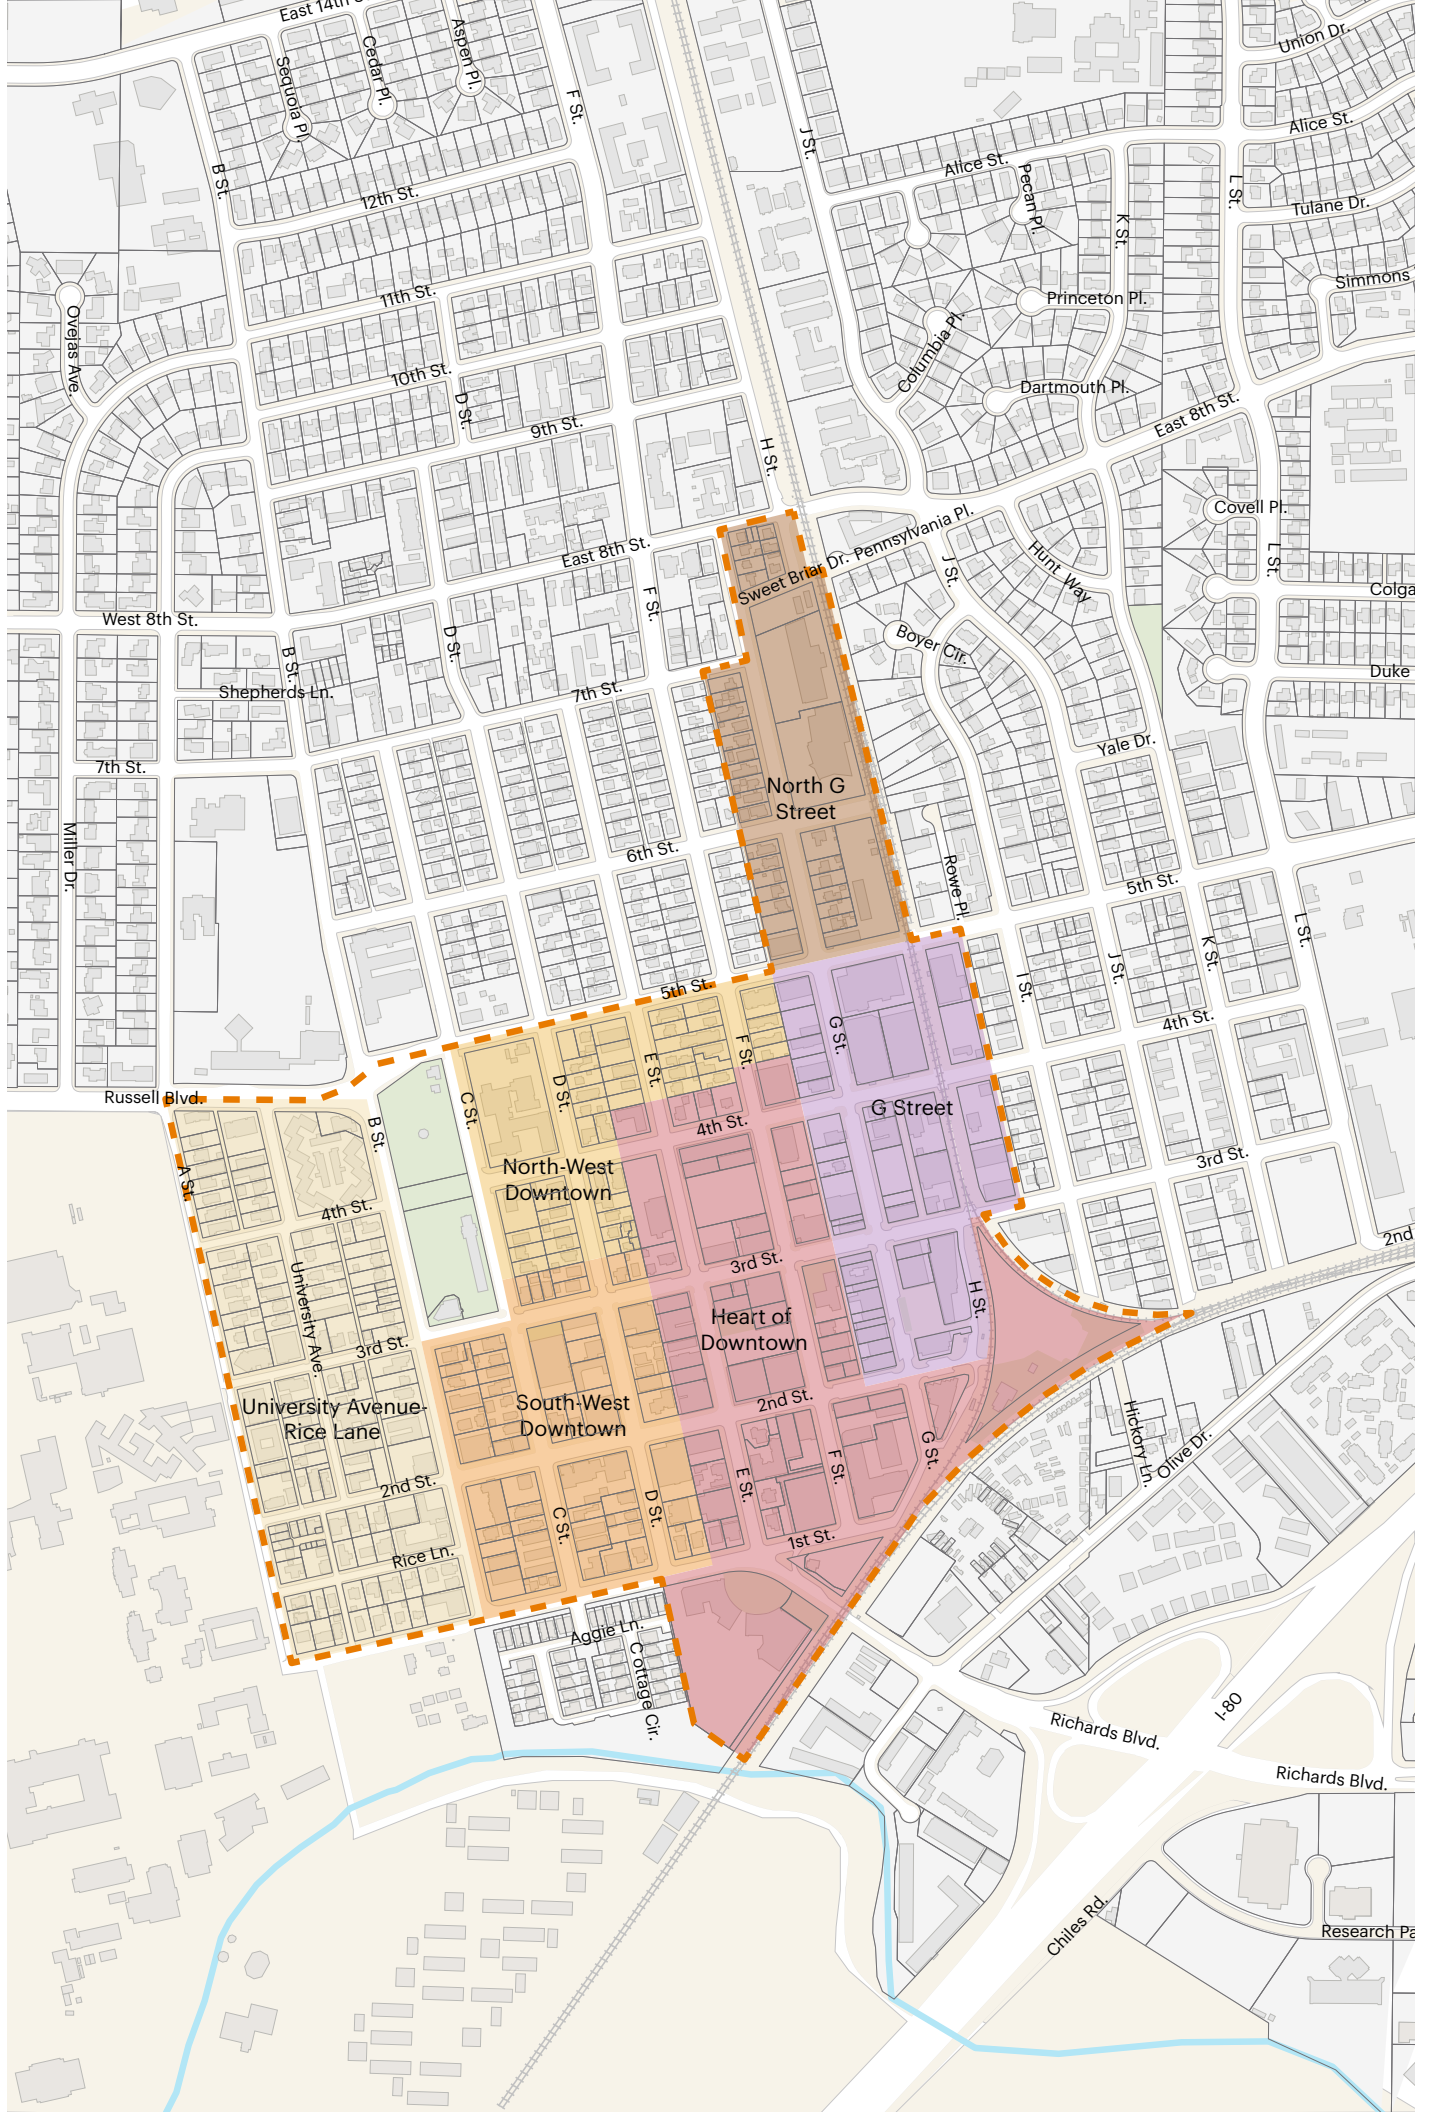 East 14th S
Aspen Pl.
Cedar Pl.
Sequoia Pl.
F St.
Union Dr.
Alice St.
J St.
Alice St.
Pecan Pl.
B St.
12th St.
L St.
Tulane Dr.
K St.
Simmons
11th St.
Princeton Pl.
Ovejas Ave.
Columbia Pl.
10th St.
Dartmouth Pl.
D St.
East 8th St.
9th St.
H St.
Covell Pl.
Sweet Briar Dr.
Pennsylvania Pl.
East 8th St.
J St.
Hunt Way
L St.
Colga
F St.
West 8th St.
D St.
Boyer Cir.
B St.
Duke
Shepherds Ln.
7th St.
Yale Dr.
7th St.
North G
Street
Miller Dr.
6th St.
Rowe Pl.
5th St.
L St.
K St.
J St.
I St.
5th St.
4th St.
G St.
F St.
E St.
D St.
C St.
Russell Blvd.
G Street
B St.
4th St.
3rd St.
A St.
North-West
Downtown
4th St.
2nd
3rd St.
University Ave.
H St.
Heart of
Downtown
3rd St.
University Avenue-
Rice Lane
South-West
Downtown
2nd St.
Hickory Ln.
Olive Dr.
G St.
F St.
E St.
2nd St.
D St.
C St.
1st St.
Rice Ln.
Aggie Ln.
Cottage Cir.
I-80
Richards Blvd.
Richards Blvd.
Chiles Rd.
Research Pa